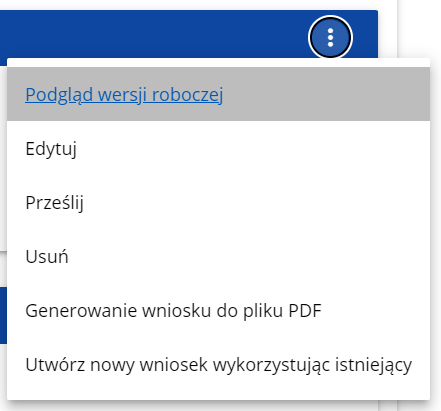 Podgląd wersji roboczej
Edytuj
Prześlij
Usuń
Generowanie wniosku do pliku PDF
Utwórz nowy wniosek wykorzystując istniejący